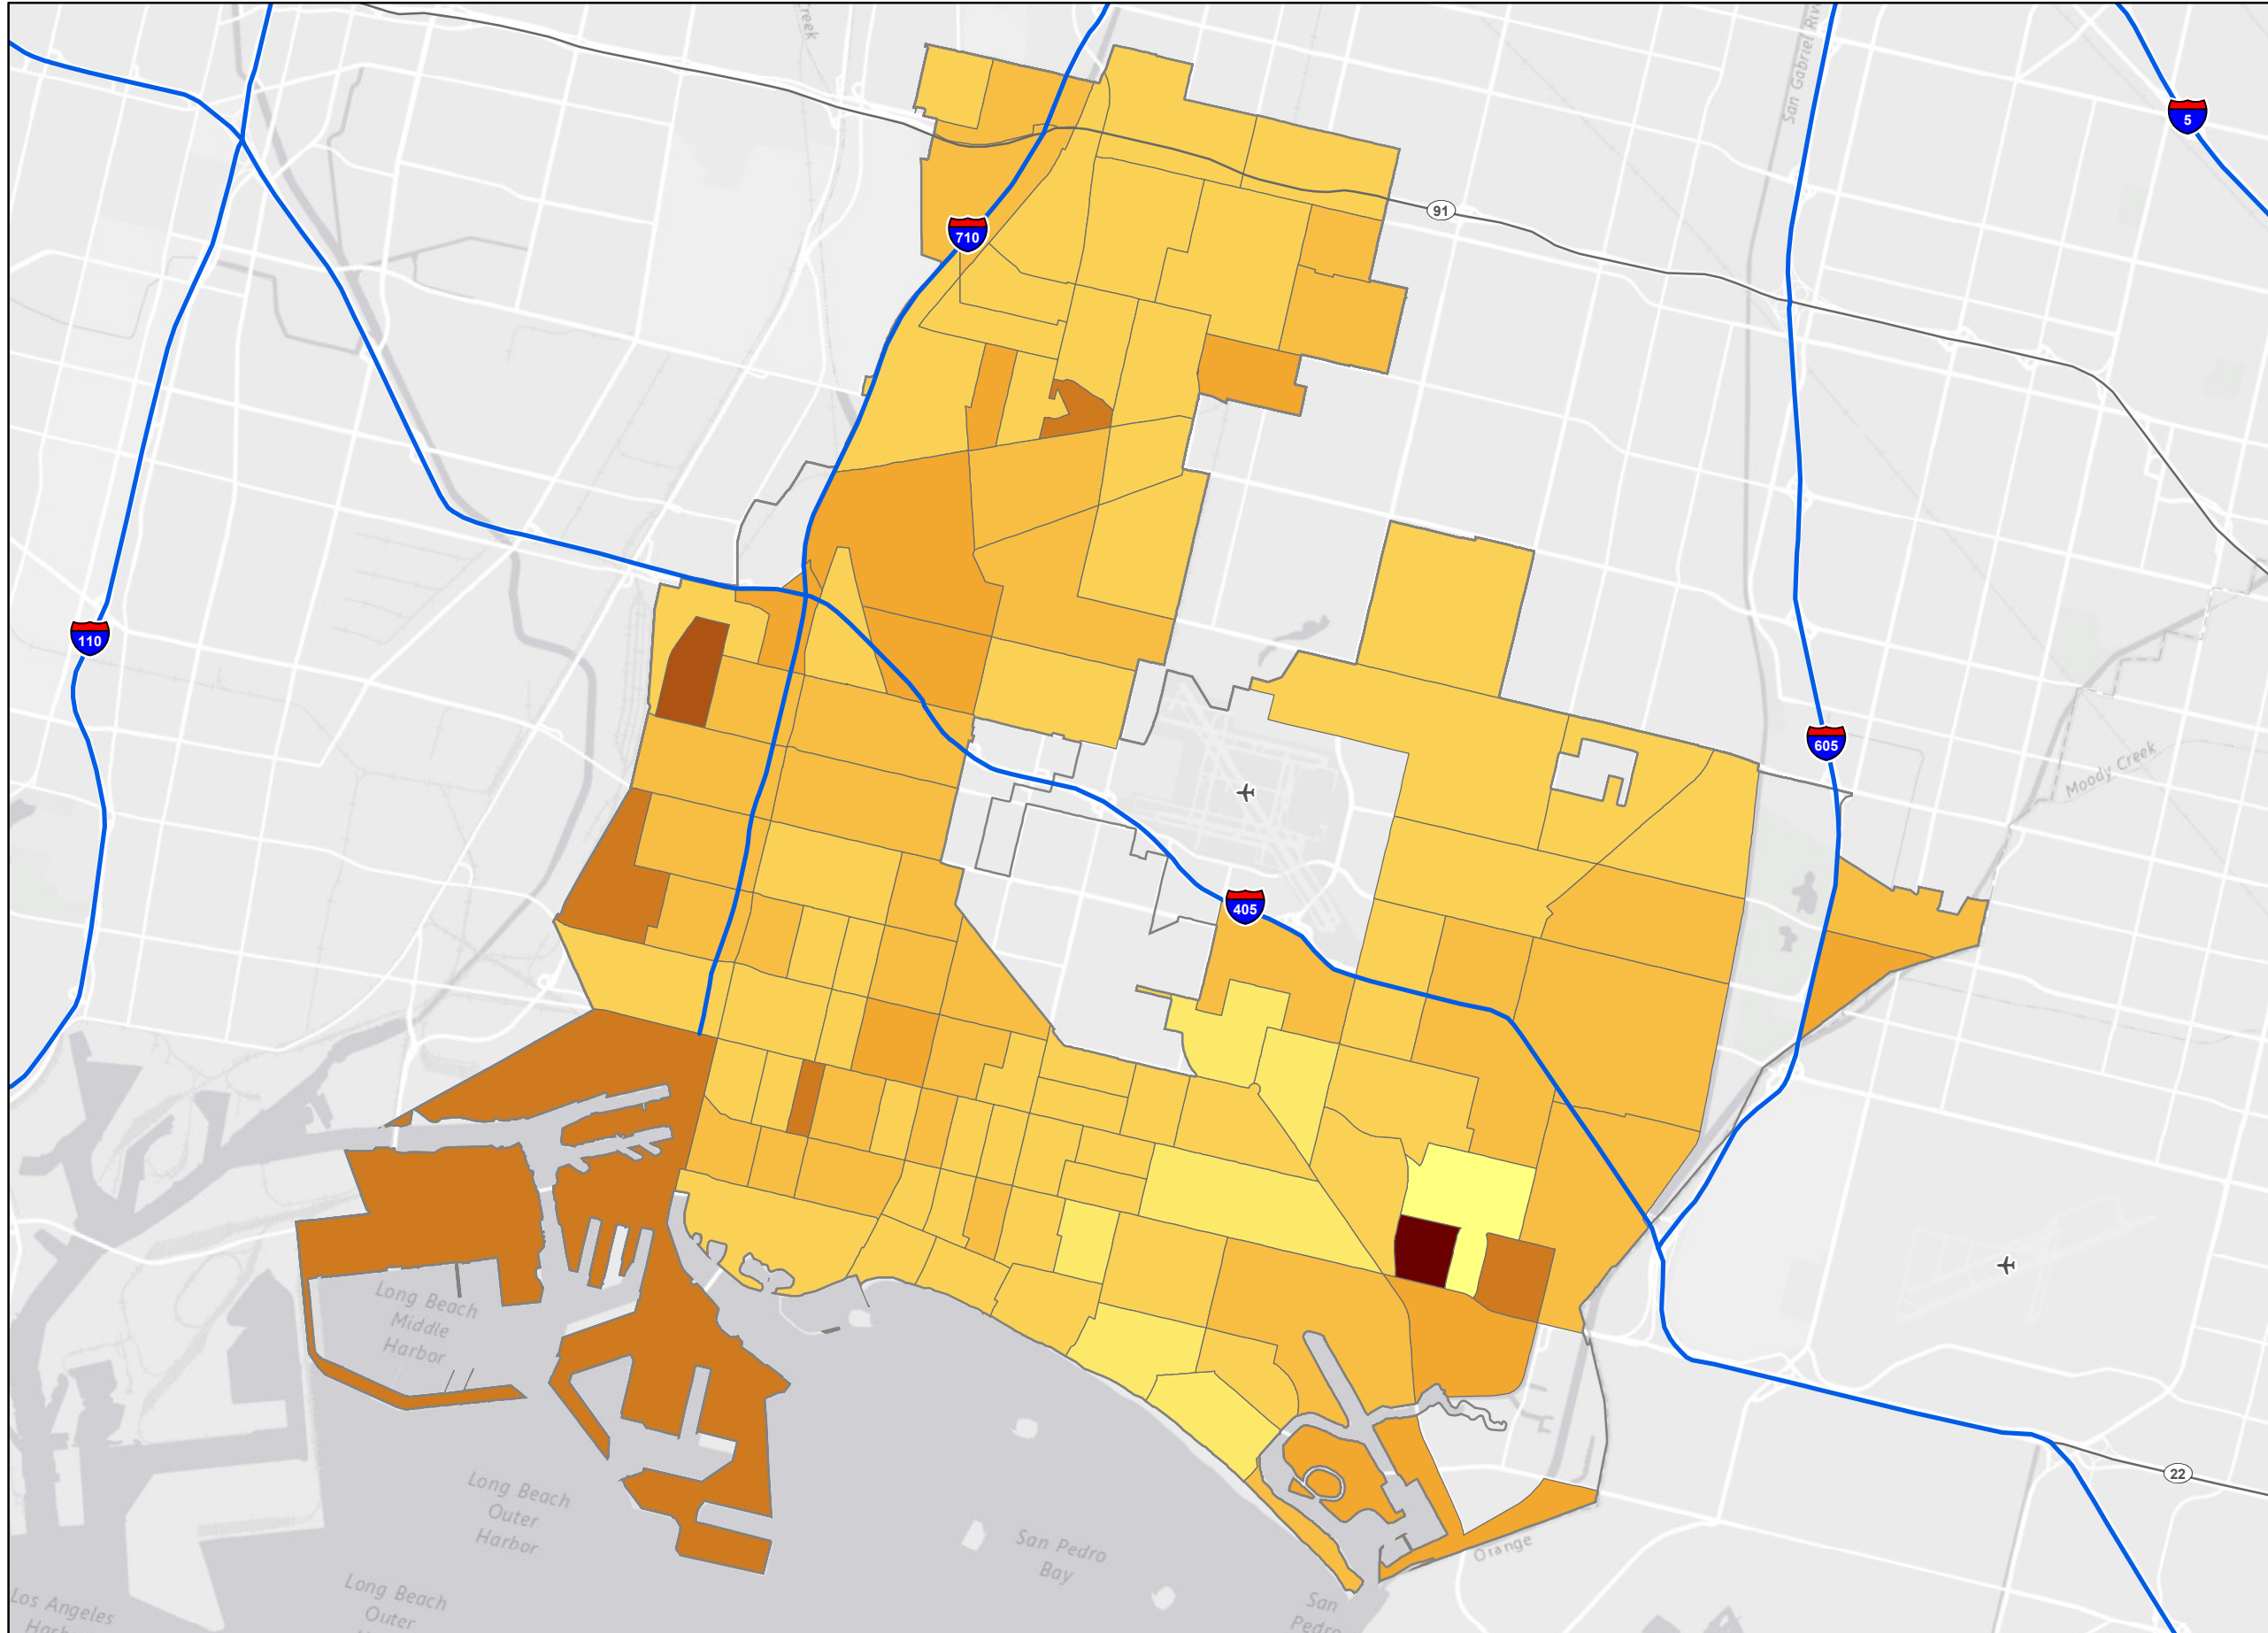 Creek
San Gabriel Riv
5
91
710
110
605
Moody Creek
405
Long Beach
Middle
Harbor
22
Long Beach
Outer
Harbor
San Pedro
Bay
Orange
Long Beach
Outer
Los Angeles
San
Pedro